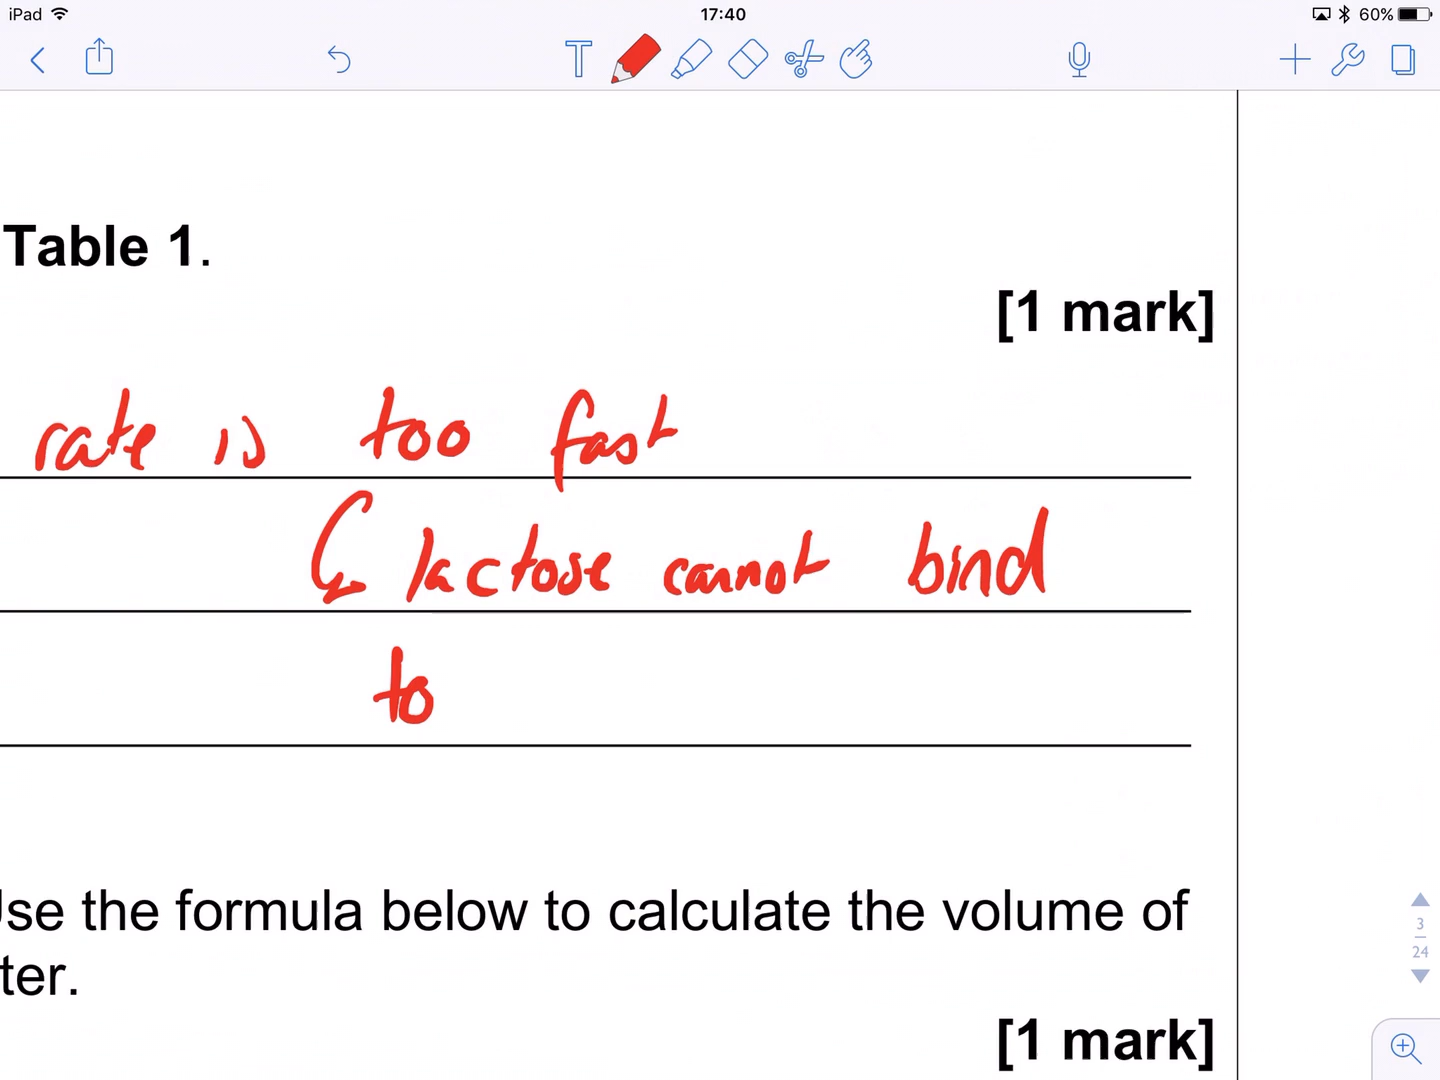 iPad
17:40
60%
T
Table 1.
[1 mark]
rate is too fast
lactose cannot bind
to
Use the formula below to calculate the volume of
ter.
3
24
[1 mark]